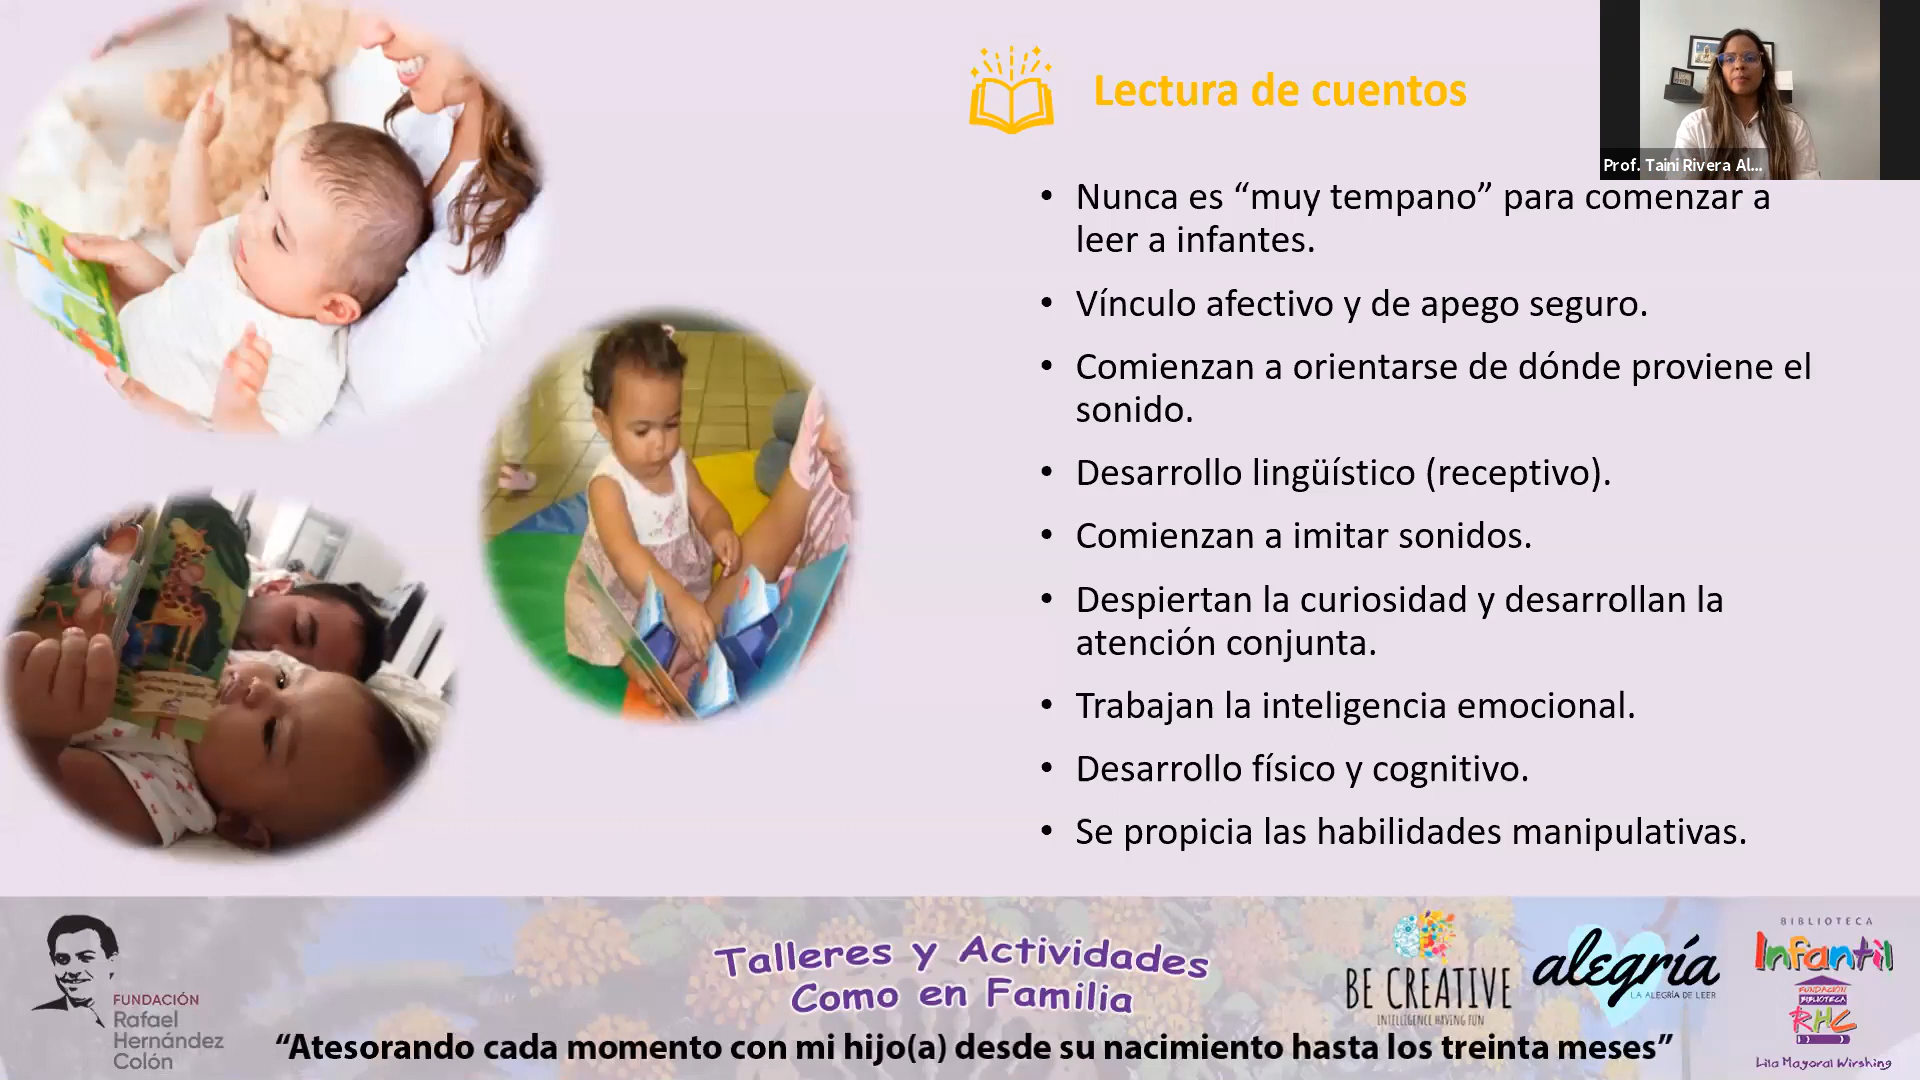 Lectura de cuentos
Prof. Taini Rivera Al...
• Nunca es “muy tempano” para comenzar a
leer a infantes.
• Vínculo afectivo y de apego seguro.
• Comienzan a orientarse de dónde proviene el
sonido.
• Desarrollo lingüístico (receptivo).
• Comienzan a imitar sonidos.
• Despiertan la curiosidad y desarrollan la
atención conjunta.
• Trabajan la inteligencia emocional.
• Desarrollo físico y cognitivo.
• Se propicia las habilidades manipulativas.
FUNDACIÓN
Rafael
Hernández
Colón
Talleres y Actividades
Como en Familia
“Atesorando cada momento con mi hijo(a) desde su nacimiento hasta los treinta meses”
BE CREATIVE
INTELLIGENCE HAVING FUN
alegría
LA ALEGRÍA DE LEER
BIBLIOTECA
Infantil
FUNDACIÓN
BIBLIOTECA
RHC
Lila Mayoral Wirshing